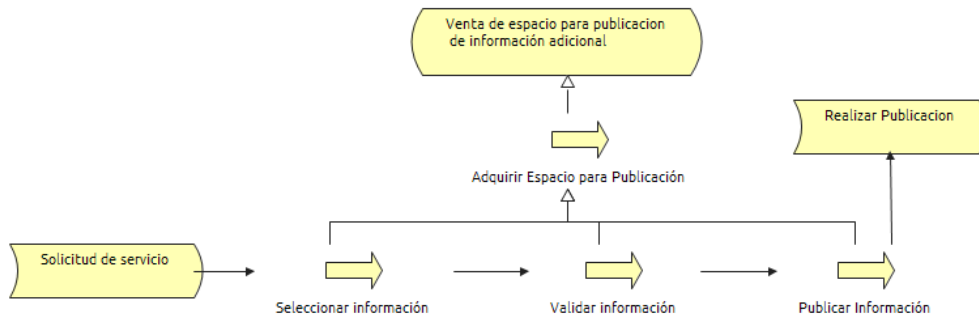 Venta de espacio para publicacion
de información adicional
Realizar Publicacion
Adquirir Espacio para Publicación
Solicitud de servicio
Seleccionar información
Validar información
Publicar Información